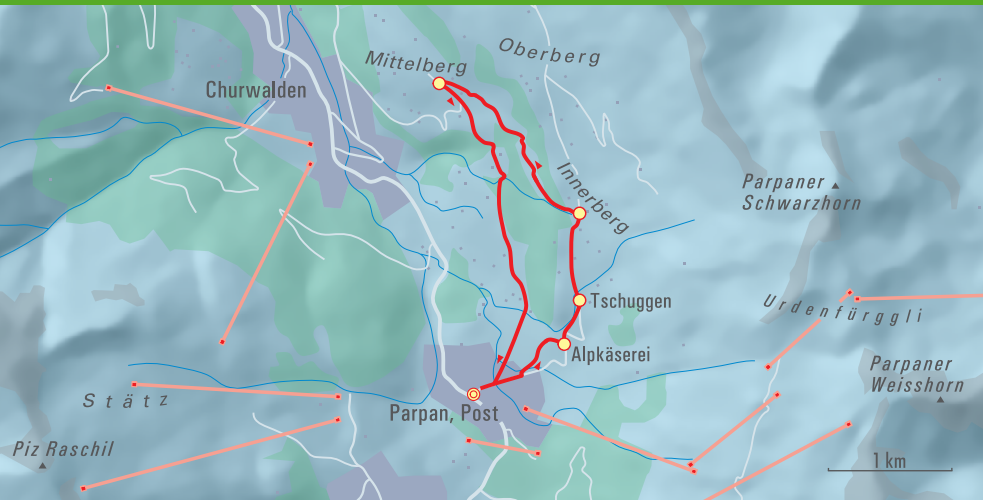 Oberberg
Mittelberg
Churwalden
Innerberg
Parpaner
Schwarzhorn
Tschuggen
Urdenfürggli
Alpkäserei
Parpaner
Weisshorn
Stätz
Parpan, Post
Piz Raschil
1 km